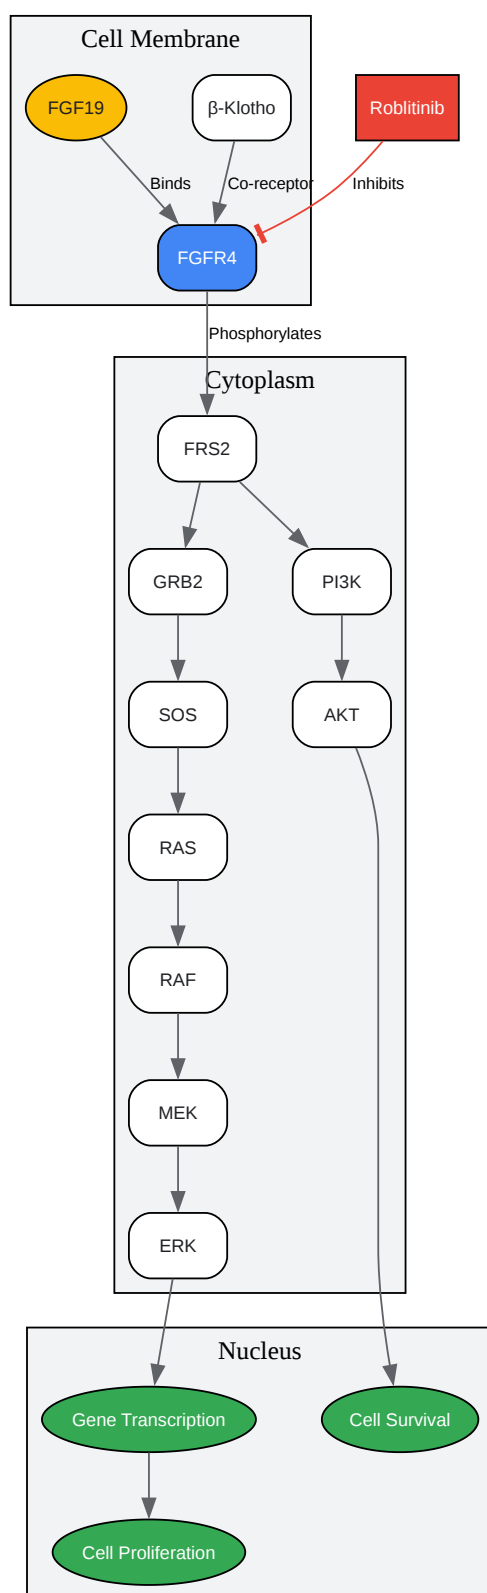 Cell Membrane
FGF19
β-Klotho
Roblitinib
Binds
Co-receptor
Inhibits
FGFR4
Phosphorylates
Cytoplasm
FRS2
GRB2
PI3K
SOS
AKT
RAS
RAF
MEK
ERK
Nucleus
Gene Transcription
Cell Survival
Cell Proliferation